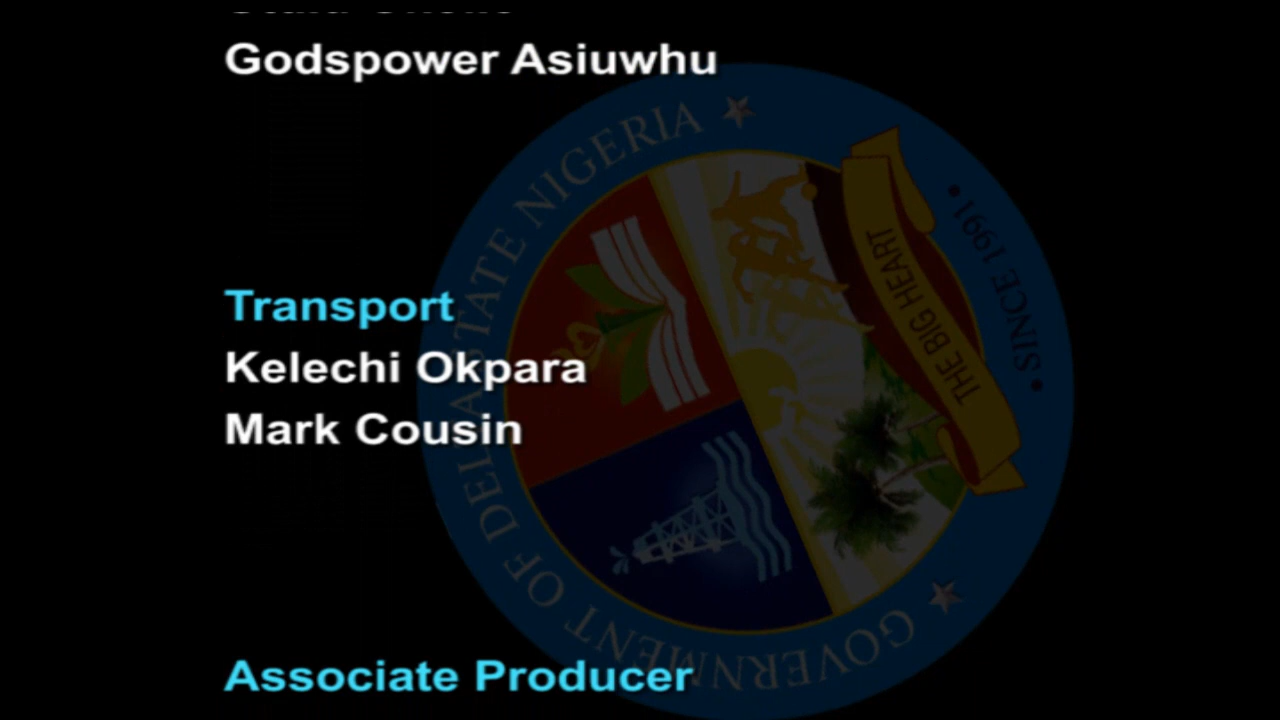 Godspower Asiuwhu
Transport
Kelechi Okpara
Mark Cousin
Associate Producer
GOVERNMENT OF DELTA STATE NIGERIA
• SINCE 1991 •
THE BIG HEART